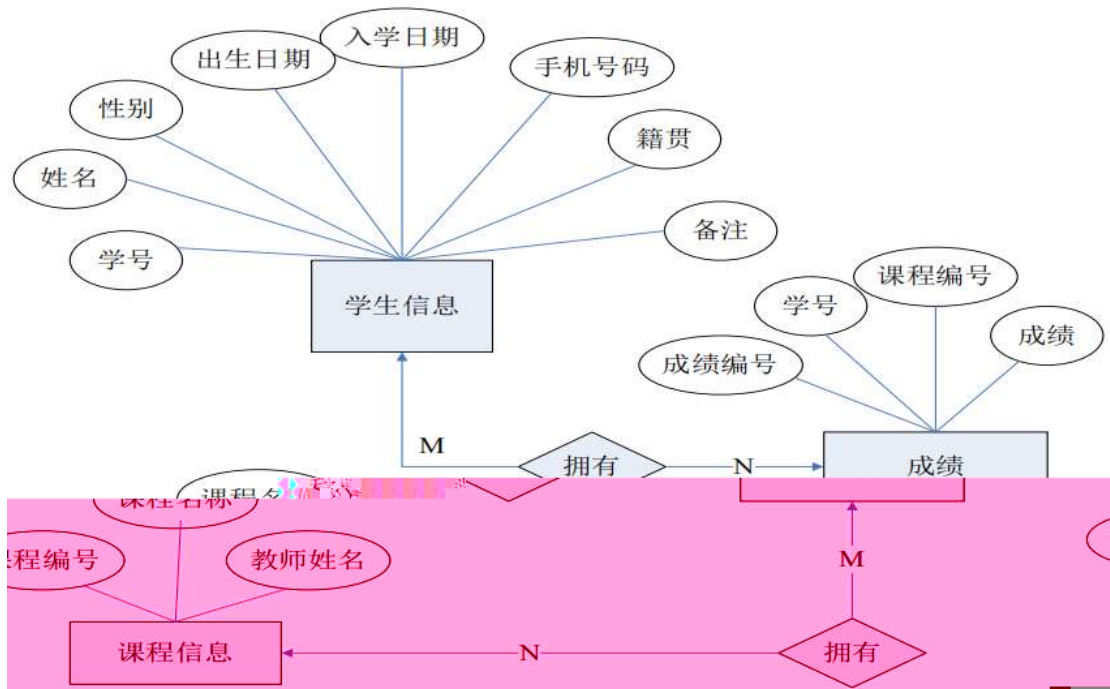 入学日期
出生日期
手机号码
性别
籍贯
姓名
备注
学号
学生信息
课程编号
学号
成绩
成绩编号
M
拥有
N
成绩
课程名称
程编号
教师姓名
M
课程信息
N
拥有